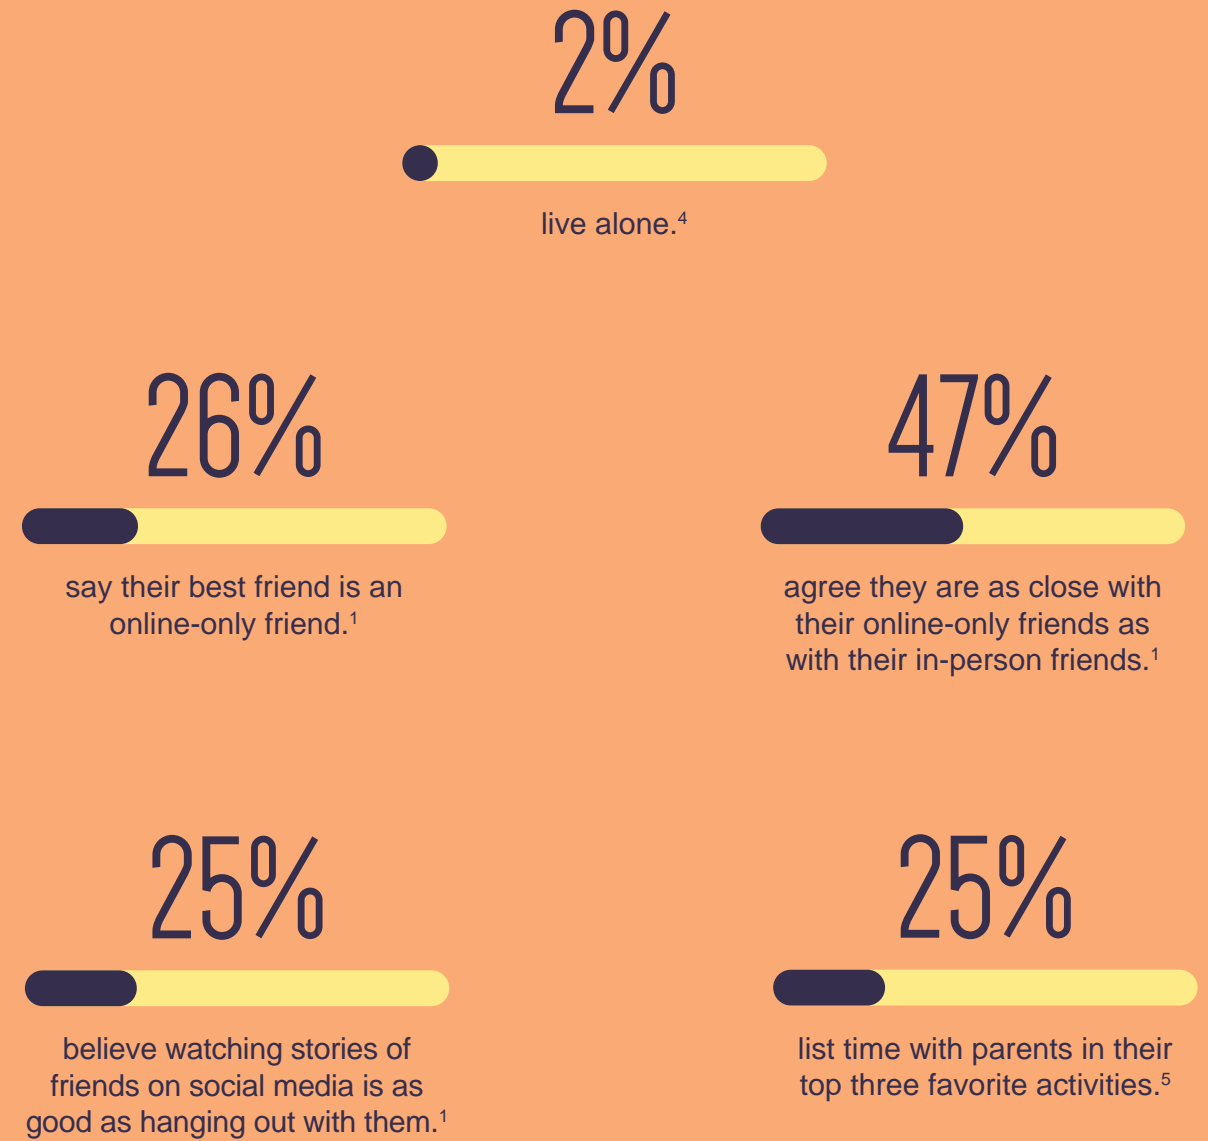 2%
live alone.4
26%
say their best friend is an
online-only friend.1
47%
agree they are as close with
their online-only friends as
with their in-person friends.1
25%
believe watching stories of
friends on social media is as
good as hanging out with them.1
25%
list time with parents in their
top three favorite activities.5